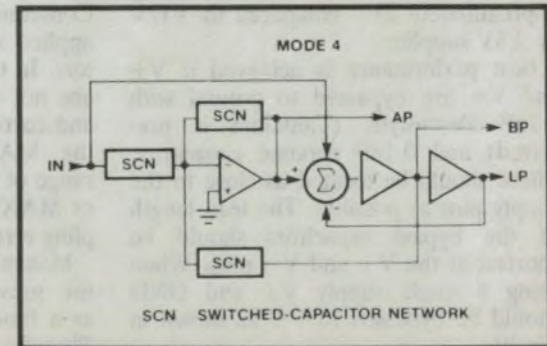 MODE 4
SCN
AP
BP
IN
SCN
-
+
+
Σ
LP
SCN
SCN SWITCHED-CAPACITOR NETWORK